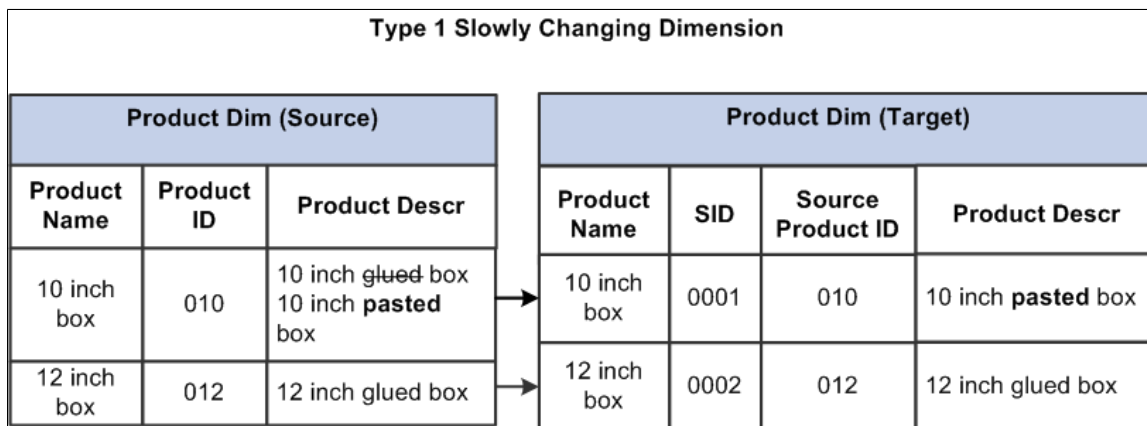 Type 1 Slowly Changing Dimension
Product Dim (Source)
Product
Name
Product
ID
Product Descr
10 inch
box
010
10 inch glued box
10 inch pasted
box
12 inch
box
012
12 inch glued box
Product Dim (Target)
Product
Name
SID
Source
Product ID
Product Descr
10 inch
box
0001
010
10 inch pasted box
12 inch
box
0002
012
12 inch glued box